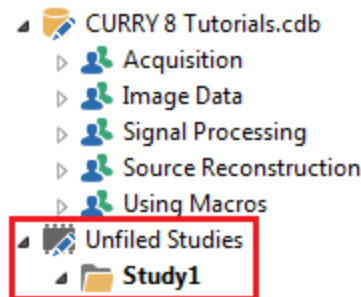 CURRY 8 Tutorials.cdb
Acquisition
Image Data
Signal Processing
Source Reconstruction
Using Macros
Unfiled Studies
Study1